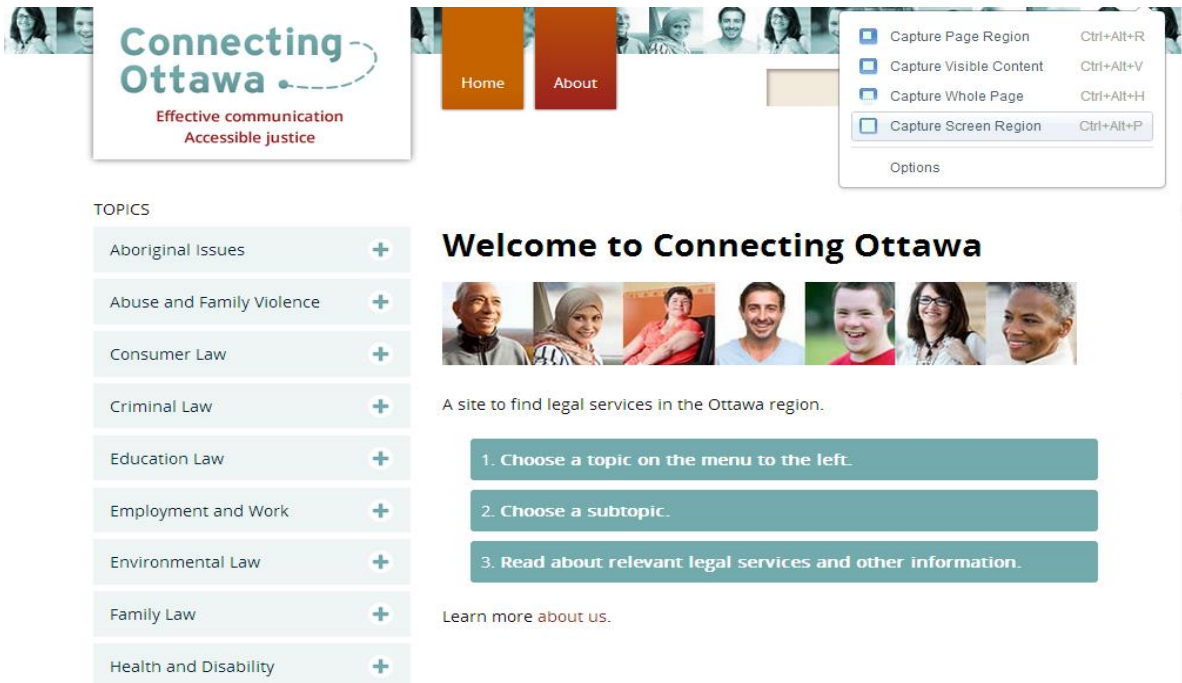 Connecting
Ottawa
Effective communication
Accessible justice
Home
About
Capture Page Region Ctrl+Alt+R
Capture Visible Content Ctrl+Alt+V
Capture Whole Page Ctrl+Alt+H
Capture Screen Region Ctrl+Alt+P
Options
TOPICS
Aboriginal Issues
Abuse and Family Violence
Consumer Law
Criminal Law
Education Law
Employment and Work
Environmental Law
Family Law
Health and Disability
Welcome to Connecting Ottawa
A site to find legal services in the Ottawa region.
1. Choose a topic on the menu to the left.
2. Choose a subtopic.
3. Read about relevant legal services and other information.
Learn more about us.